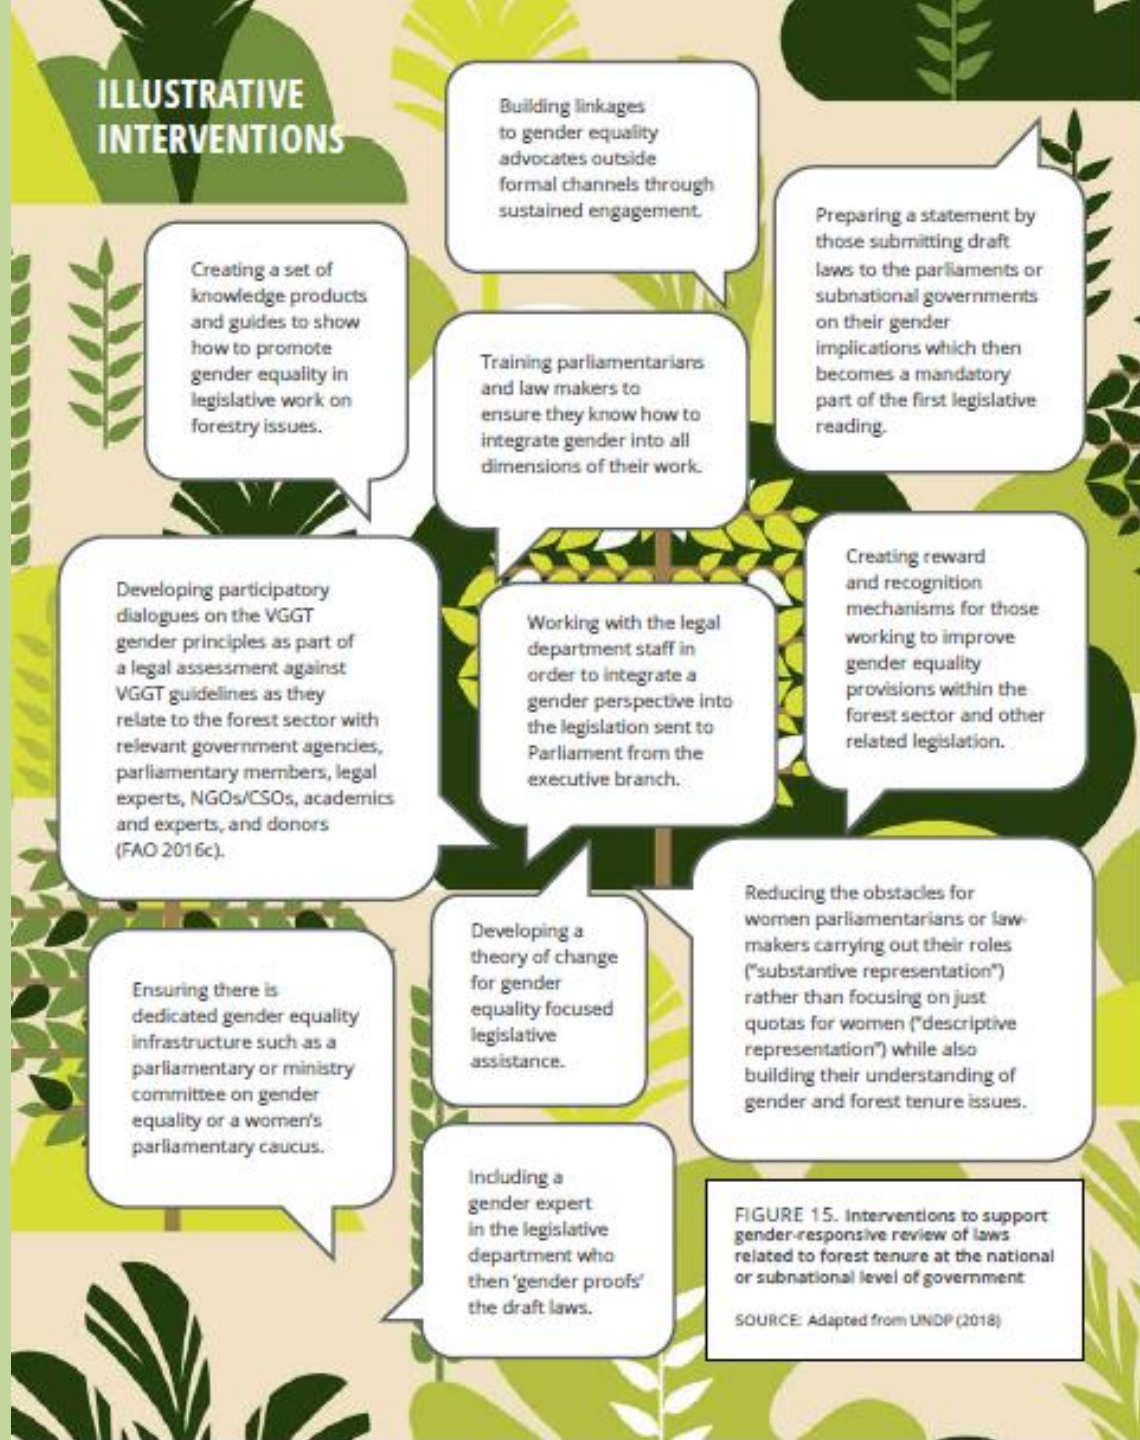 ILLUSTRATIVE
INTERVENTIONS
Building linkages
to gender equality
advocates outside
formal channels through
sustained engagement.
Preparing a statement by
those submitting draft
laws to the parliaments or
subnational governments
on their gender
implications which then
becomes a mandatory
part of the first legislative
reading.
Creating a set of
knowledge products
and guides to show
how to promote
gender equality in
legislative work on
forestry issues.
Training parliamentarians
and law makers to
ensure they know how to
integrate gender into all
dimensions of their work.
Creating reward
and recognition
mechanisms for those
working to improve
gender equality
provisions within the
forest sector and other
related legislation.
Developing participatory
dialogues on the VGGT
gender principles as part of
a legal assessment against
VGGT guidelines as they
relate to the forest sector with
relevant government agencies,
parliamentary members, legal
experts, NGOs/CSOs, academics
and experts, and donors
(FAO 2016c).
Working with the legal
department staff in
order to integrate a
gender perspective into
the legislation sent to
Parliament from the
executive branch.
Reducing the obstacles for
women parliamentarians or law-
makers carrying out their roles
("substantive representation")
rather than focusing on just
quotas for women ("descriptive
representation") while also
building their understanding of
gender and forest tenure issues.
Developing a
theory of change
for gender
equality focused
legislative
assistance.
Ensuring there is
dedicated gender equality
infrastructure such as a
parliamentary or ministry
committee on gender
equality or a women's
parliamentary caucus.
Including a
gender expert
in the legislative
department who
then 'gender proofs'
the draft laws.
FIGURE 15. Interventions to support
gender-responsive review of laws
related to forest tenure at the national
or subnational level of government
SOURCE: Adapted from UNDP (2018)